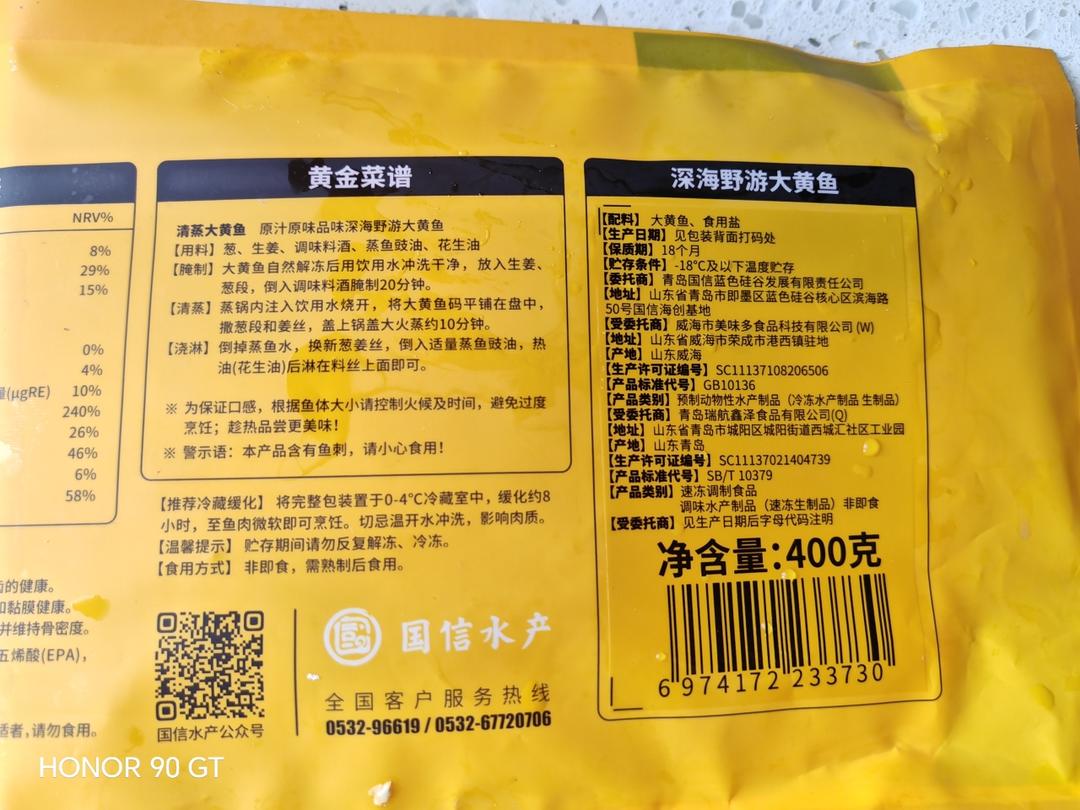 NRV%
8%
29%
15%
0%
4%
(μgRE) 10%
240%
26%
46%
6%
58%
的健康。
和黏膜健康。
并维持骨密度。
五烯酸(EPA)，
适者,请勿食用。
黄金菜谱
清蒸大黄鱼 原汁原味品味深海野游大黄鱼
【用料】葱、生姜、调味料酒、蒸鱼豉油、花生油
【腌制】大黄鱼自然解冻后用饮用水冲洗干净，放入生姜、
葱段，倒入调味料酒腌制20分钟。
【清蒸】蒸锅内注入饮用水烧开，将大黄鱼码平铺在盘中，
撒葱段和姜丝，盖上锅盖大火蒸约10分钟。
【浇淋】倒掉蒸鱼水，换新葱姜丝，倒入适量蒸鱼豉油，热
油(花生油)后淋在料丝上面即可。
※ 为保证口感，根据鱼体大小请控制火候及时间，避免过度
烹饪；趁热品尝更美味！
※ 警示语：本产品含有鱼刺，请小心食用！
【推荐冷藏缓化】将完整包装置于0-4℃冷藏室中，缓化约8
小时，至鱼肉微软即可烹饪。切忌温开水冲洗，影响肉质。
【温馨提示】贮存期间请勿反复解冻、冷冻。
【食用方式】非即食，需熟制后食用。
国信水产公众号
国信水产
全国客户服务热线
0532-96619 / 0532-67720706
深海野游大黄鱼
【配料】大黄鱼、食用盐
【生产日期】见包装背面打码处
【保质期】18个月
【贮存条件】-18℃及以下温度贮存
【委托商】青岛国信蓝色硅谷发展有限责任公司
【地址】山东省青岛市即墨区蓝色硅谷核心区滨海路
50号国信海创基地
【受委托商】威海市美味多食品科技有限公司 (W)
【地址】山东省威海市荣成市港西镇驻地
【产地】山东威海
【生产许可证编号】SC11137108206506
【产品标准代号】GB10136
【产品类别】预制动物性水产制品（冷冻水产制品 生制品）
【受委托商】青岛瑞航鑫泽食品有限公司(Q)
【地址】山东省青岛市城阳区城阳街道西城汇社区工业园
【产地】山东青岛
【生产许可证编号】SC11137021404739
【产品标准代号】SB/T 10379
【产品类别】速冻调制食品
调味水产制品（速冻生制品）非即食
【受委托商】见生产日期后字母代码注明
净含量:400克
6 974172 233730
HONOR 90 GT